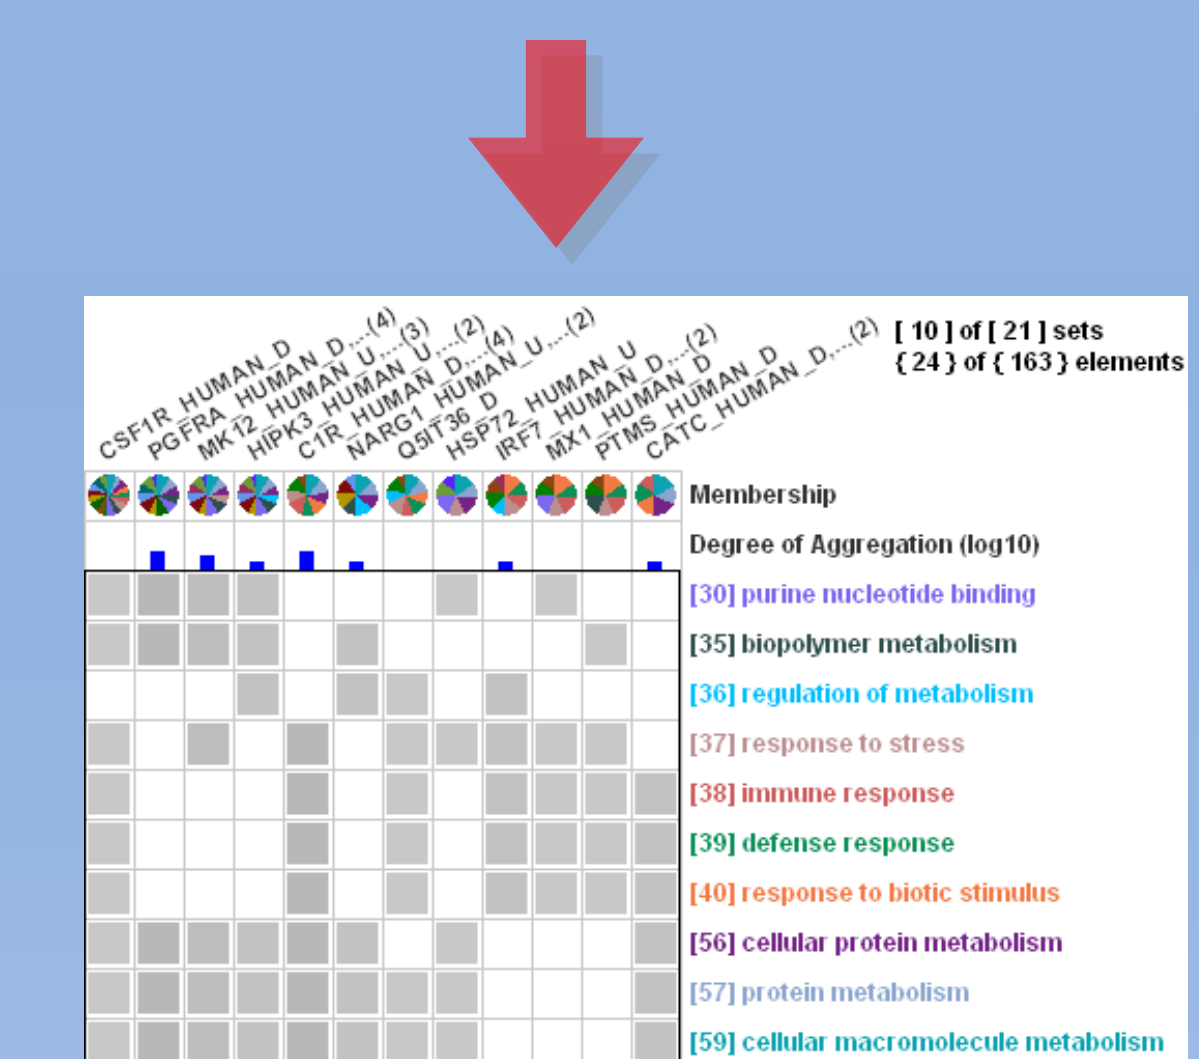 CSF1R_HUMAN_D
PGFRA_HUMAN_D,...(4)
MK12_HUMAN_U,...(3)
HIPK3_HUMAN_U,...(2)
C1R_HUMAN_D,...(4)
NARG1_HUMAN_U,...(2)
Q5IT36_D
HSP72_HUMAN_U
IRF7_HUMAN_D,...(2)
MX1_HUMAN_D
PTMS_HUMAN_D
CATC_HUMAN_D,...(2)
[ 10 ] of [ 21 ] sets
{ 24 } of { 163 } elements
Membership
Degree of Aggregation (log10)
[30] purine nucleotide binding
[35] biopolymer metabolism
[36] regulation of metabolism
[37] response to stress
[38] immune response
[39] defense response
[40] response to biotic stimulus
[56] cellular protein metabolism
[57] protein metabolism
[59] cellular macromolecule metabolism